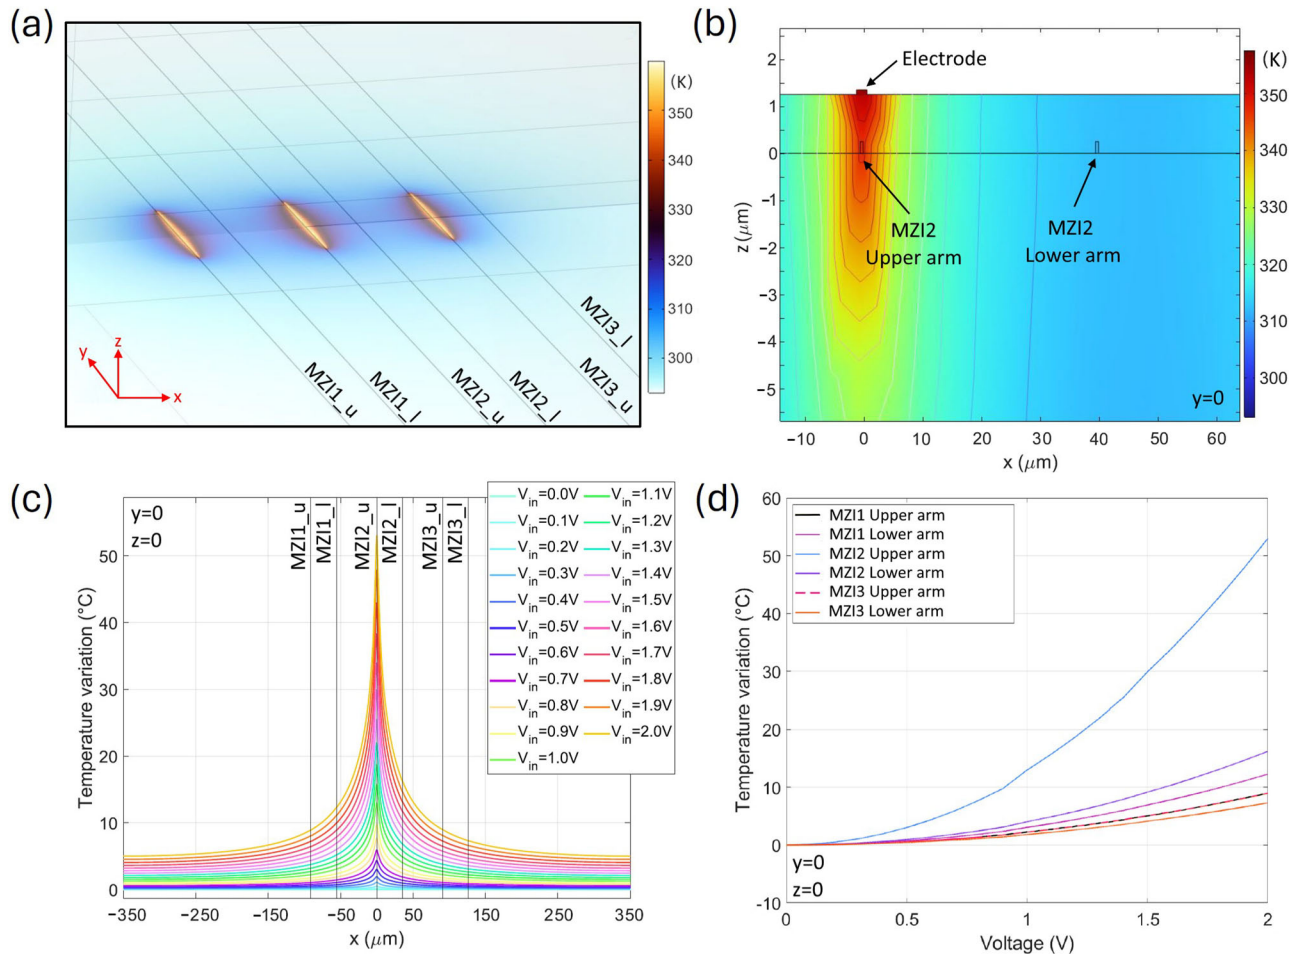 (a)
(K)
350
340
330
320
310
300
z
y
x
MZI1_u
MZI1_l
MZI2_u
MZI2_l
MZI3_u
MZI3_l
(b)
Electrode
MZI2
Upper arm
MZI2
Lower arm
y=0
2
1
0
−1
−2
−3
−4
−5
z (μm)
−10
0
10
20
30
40
50
60
x (μm)
(K)
350
340
330
320
310
300
(c)
y=0
z=0
MZI1_u
MZI1_l
MZI2_u
MZI2_l
MZI3_u
MZI3_l
50
40
30
20
10
0
Temperature variation (°C)
−350
−250
−150
−50
0
50
150
250
350
x (μm)
Vin=0.0V
Vin=0.1V
Vin=0.2V
Vin=0.3V
Vin=0.4V
Vin=0.5V
Vin=0.6V
Vin=0.7V
Vin=0.8V
Vin=0.9V
Vin=1.0V
Vin=1.1V
Vin=1.2V
Vin=1.3V
Vin=1.4V
Vin=1.5V
Vin=1.6V
Vin=1.7V
Vin=1.8V
Vin=1.9V
Vin=2.0V
(d)
MZI1 Upper arm
MZI1 Lower arm
MZI2 Upper arm
MZI2 Lower arm
MZI3 Upper arm
MZI3 Lower arm
60
50
40
30
20
10
0
-10
Temperature variation (°C)
y=0
z=0
0
0.5
1
1.5
2
Voltage (V)